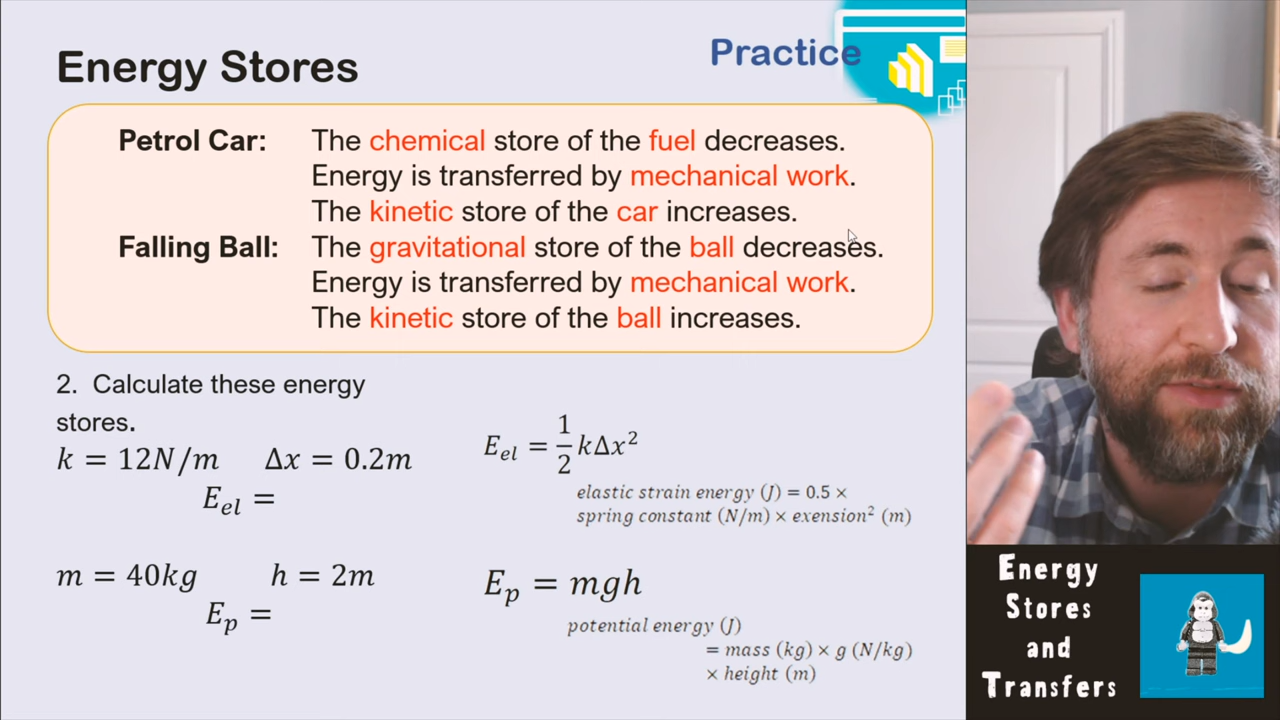 Energy Stores
Practice
Petrol Car: The chemical store of the fuel decreases.
Energy is transferred by mechanical work.
The kinetic store of the car increases.
Falling Ball: The gravitational store of the ball decreases.
Energy is transferred by mechanical work.
The kinetic store of the ball increases.
2. Calculate these energy
stores.
k = 12N/m Δx = 0.2m
E_el =
E_el = 1/2 kΔx²
elastic strain energy (J) = 0.5 ×
spring constant (N/m) × exension² (m)
m = 40kg h = 2m
E_p =
E_p = mgh
potential energy (J)
= mass (kg) × g (N/kg)
× height (m)
Energy
Stores
and
Transfers